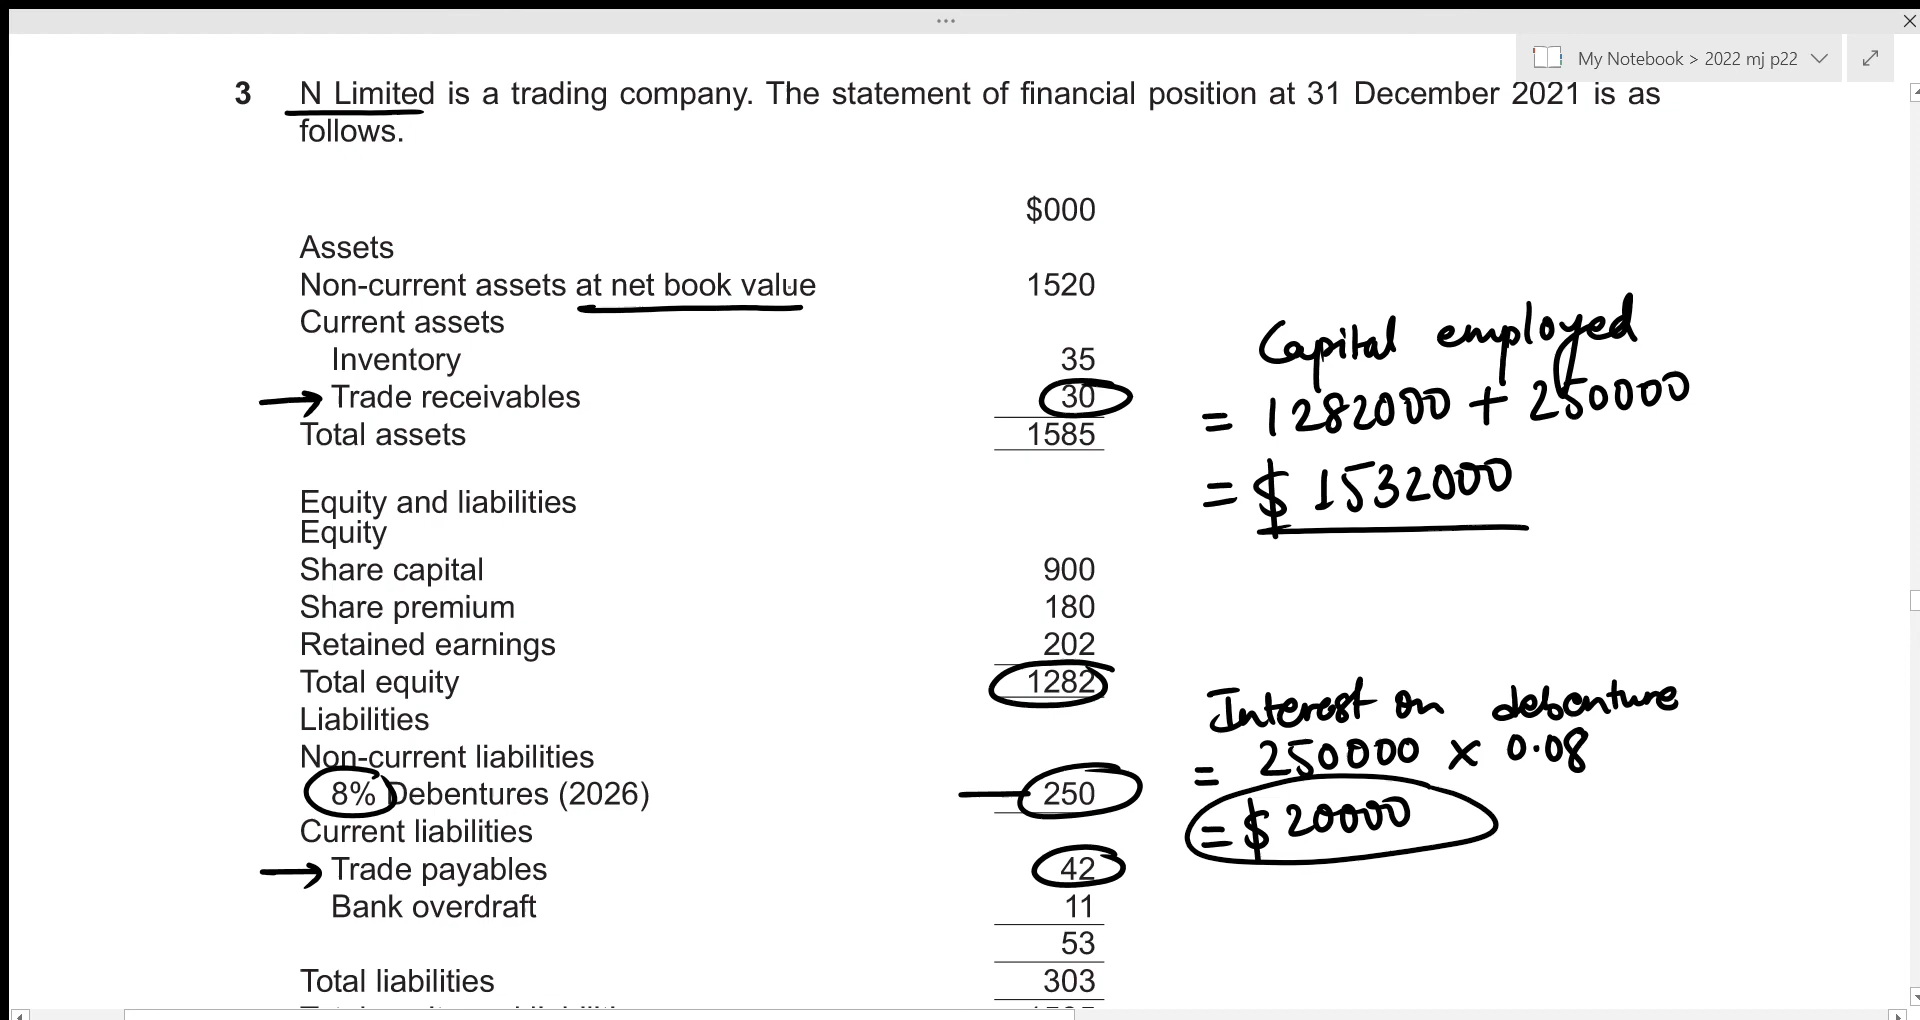 My Notebook > 2022 mj p22
3 N Limited is a trading company. The statement of financial position at 31 December 2021 is as
follows.
$000
Assets
Non-current assets at net book value 1520
Current assets
Inventory 35
Trade receivables 30
Total assets 1585
Equity and liabilities
Equity
Share capital 900
Share premium 180
Retained earnings 202
Total equity 1282
Liabilities
Non-current liabilities
8% Debentures (2026) 250
Current liabilities
Trade payables 42
Bank overdraft 11
53
Total liabilities 303
Capital employed
= 1282000 + 250000
= $ 1532000
Interest on debenture
= 250000 × 0.08
= $ 20000